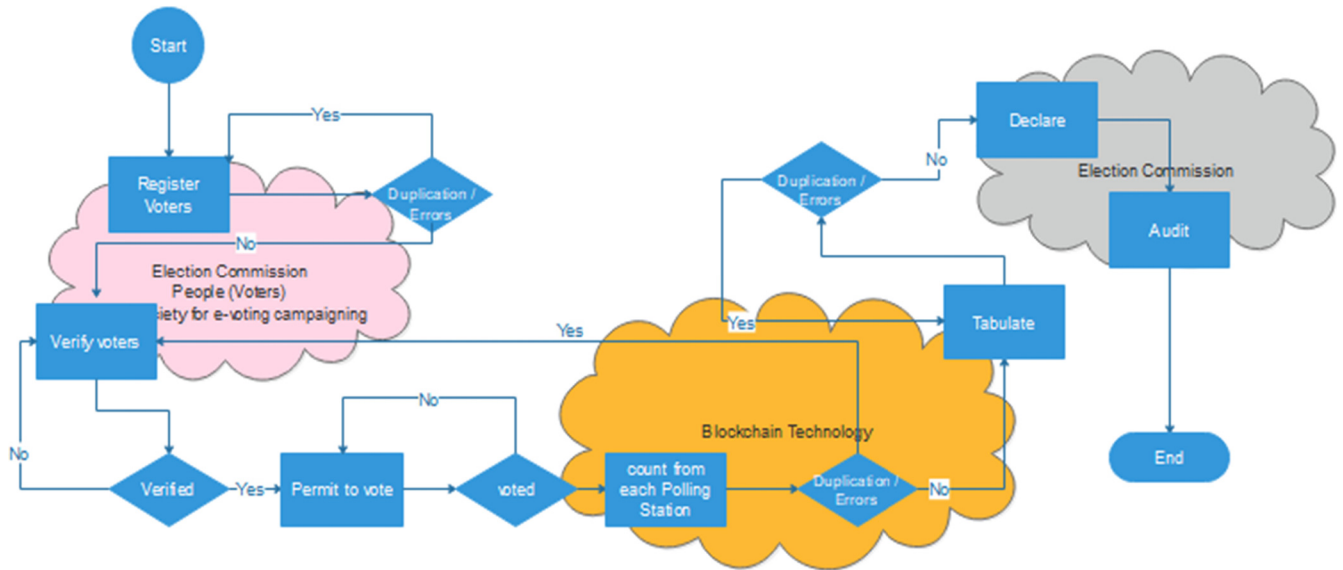 Start
Yes
Register
Voters
Duplication /
Errors
No
Election Commission
People (Voters)
ciety for e-voting campaigning
Verify voters
No
Verified
Yes
Permit to vote
No
voted
count from
each Polling
Station
Blockchain Technology
Duplication /
Errors
Yes
No
Tabulate
Yes
Duplication /
Errors
No
Declare
Election Commission
Audit
End